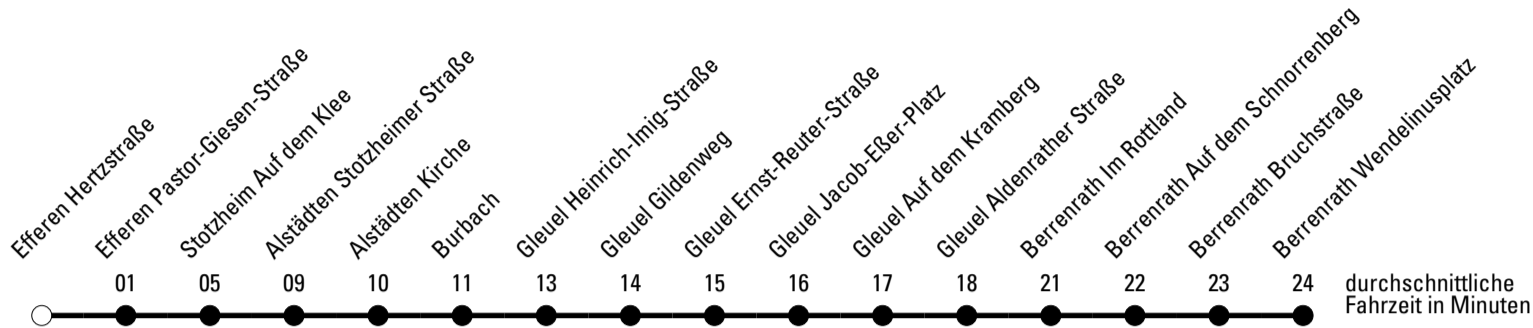 Efferen Hertzstraße
Efferen Pastor-Giesen-Straße
Stotzheim Auf dem Klee
Alstädten Stotzheimer Straße
Alstädten Kirche
Burbach
Gleuel Heinrich-Imig-Straße
Gleuel Gildenweg
Gleuel Ernst-Reuter-Straße
Gleuel Jacob-Eßer-Platz
Gleuel Auf dem Kramberg
Gleuel Aldenrather Straße
Berrenrath Im Rottland
Berrenrath Auf dem Schnorrenberg
Berrenrath Bruchstraße
Berrenrath Wendelinusplatz
01 05 09 10 11 13 14 15 16 17 18 21 22 23 24
durchschnittliche
Fahrzeit in Minuten